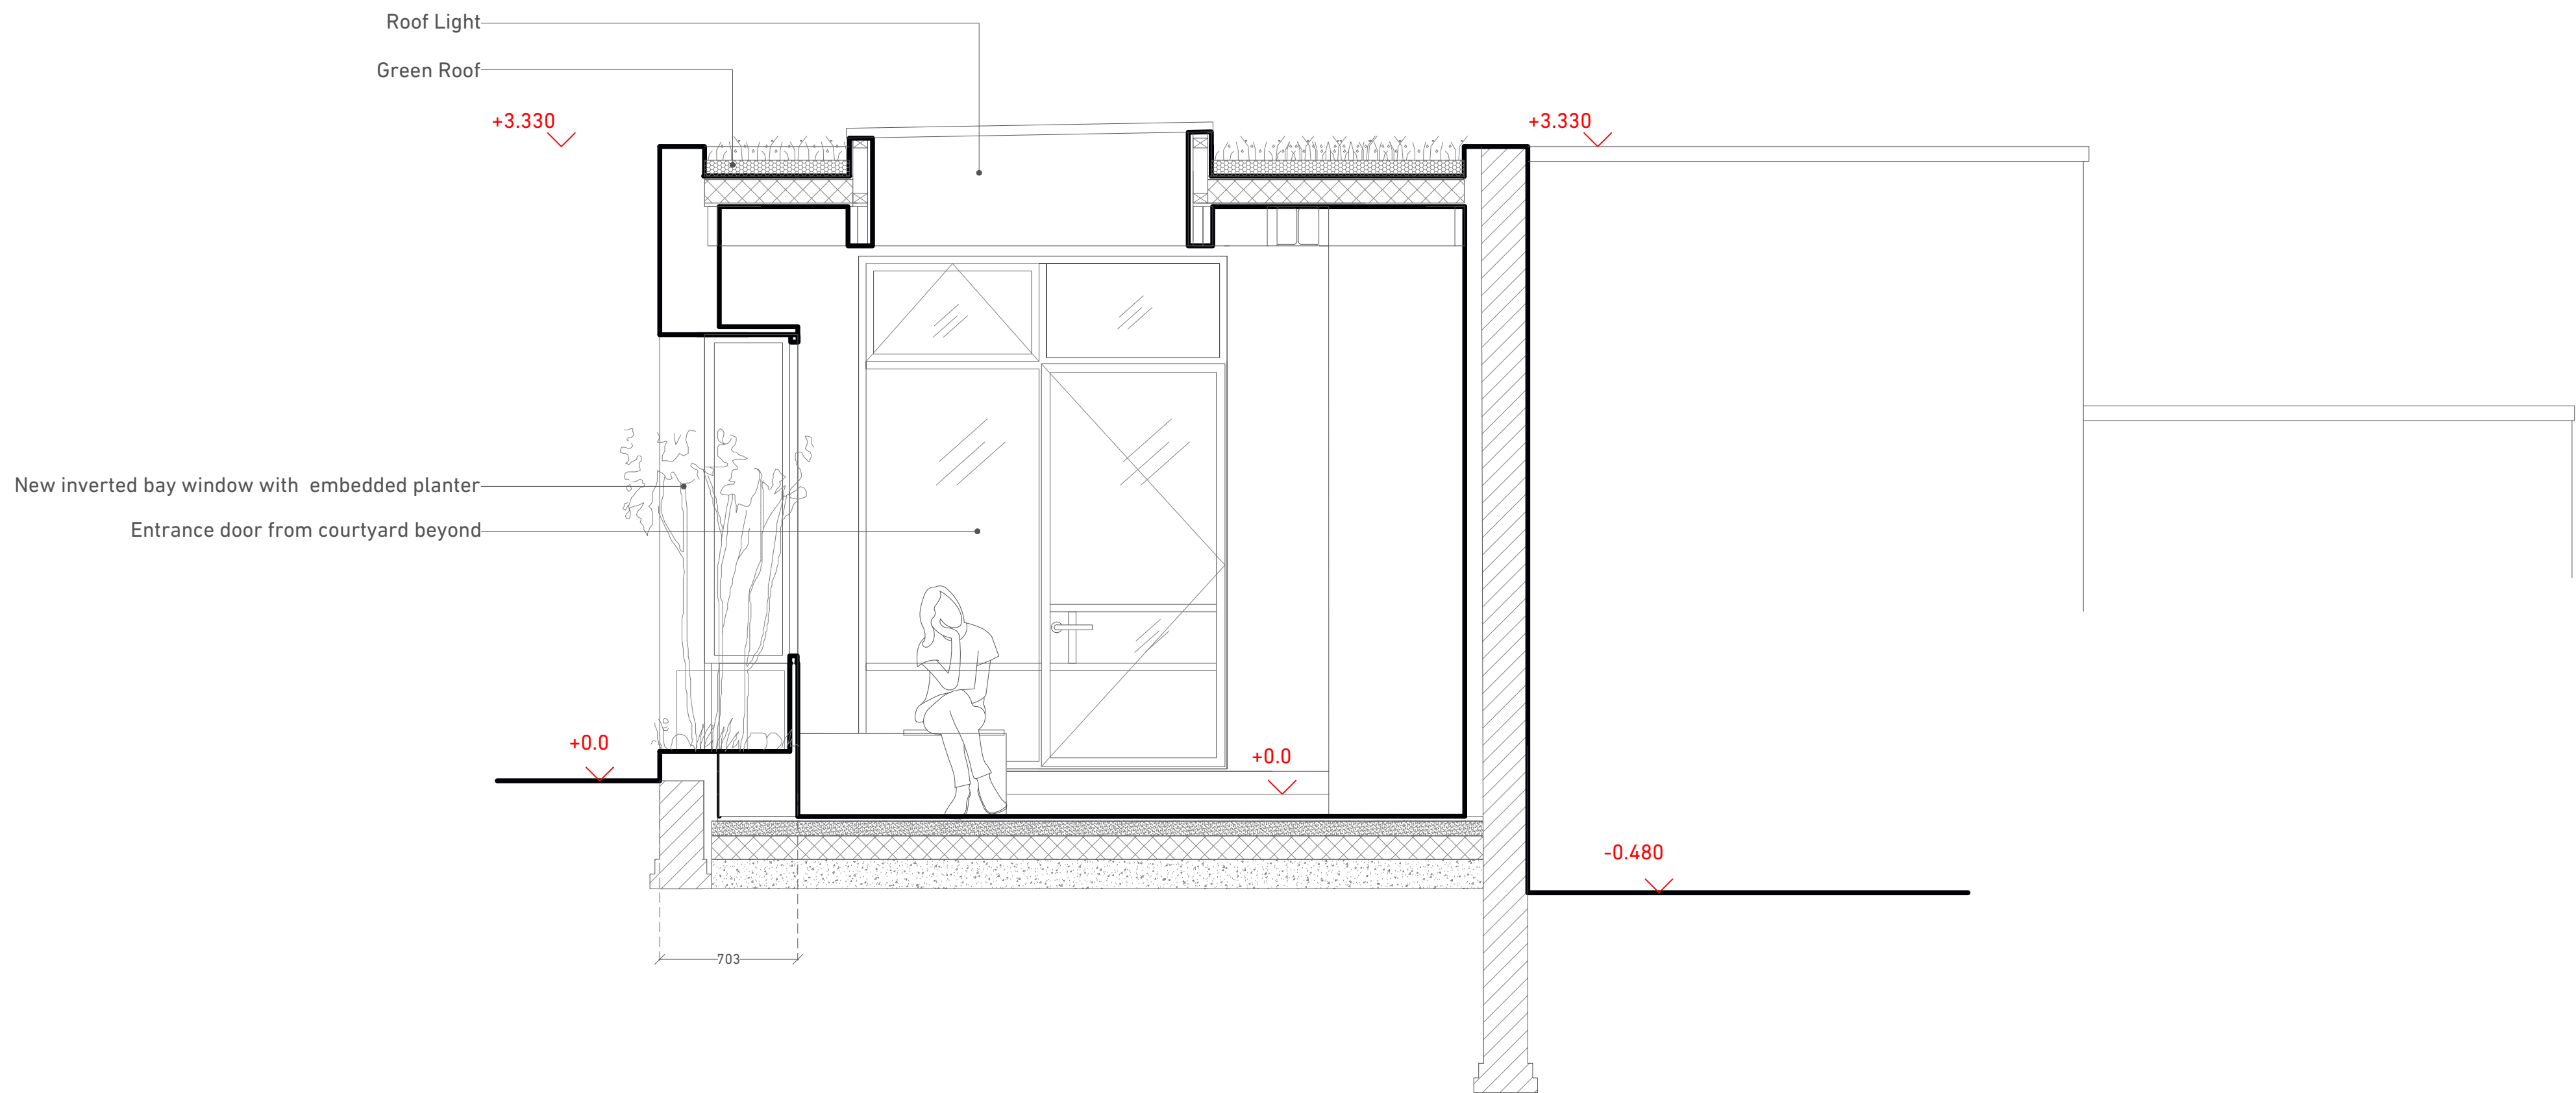 Roof Light
Green Roof
+3.330
+3.330
New inverted bay window with  embedded planter
Entrance door from courtyard beyond
+0.0
+0.0
-0.480
703